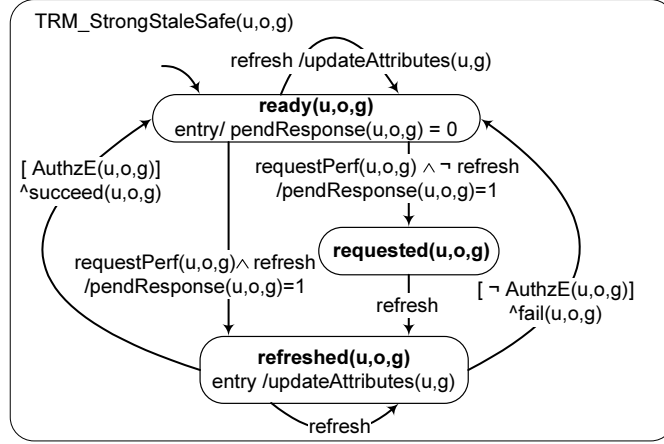 TRM_StrongStaleSafe(u,o,g)
refresh /updateAttributes(u,g)
ready(u,o,g)
entry/ pendResponse(u,o,g) = 0
[ AuthzE(u,o,g)]
^succeed(u,o,g)
requestPerf(u,o,g) ∧ ¬ refresh
/pendResponse(u,o,g)=1
requested(u,o,g)
requestPerf(u,o,g)∧ refresh
/pendResponse(u,o,g)=1
refresh
[ ¬ AuthzE(u,o,g)]
^fail(u,o,g)
refreshed(u,o,g)
entry /updateAttributes(u,g)
refresh